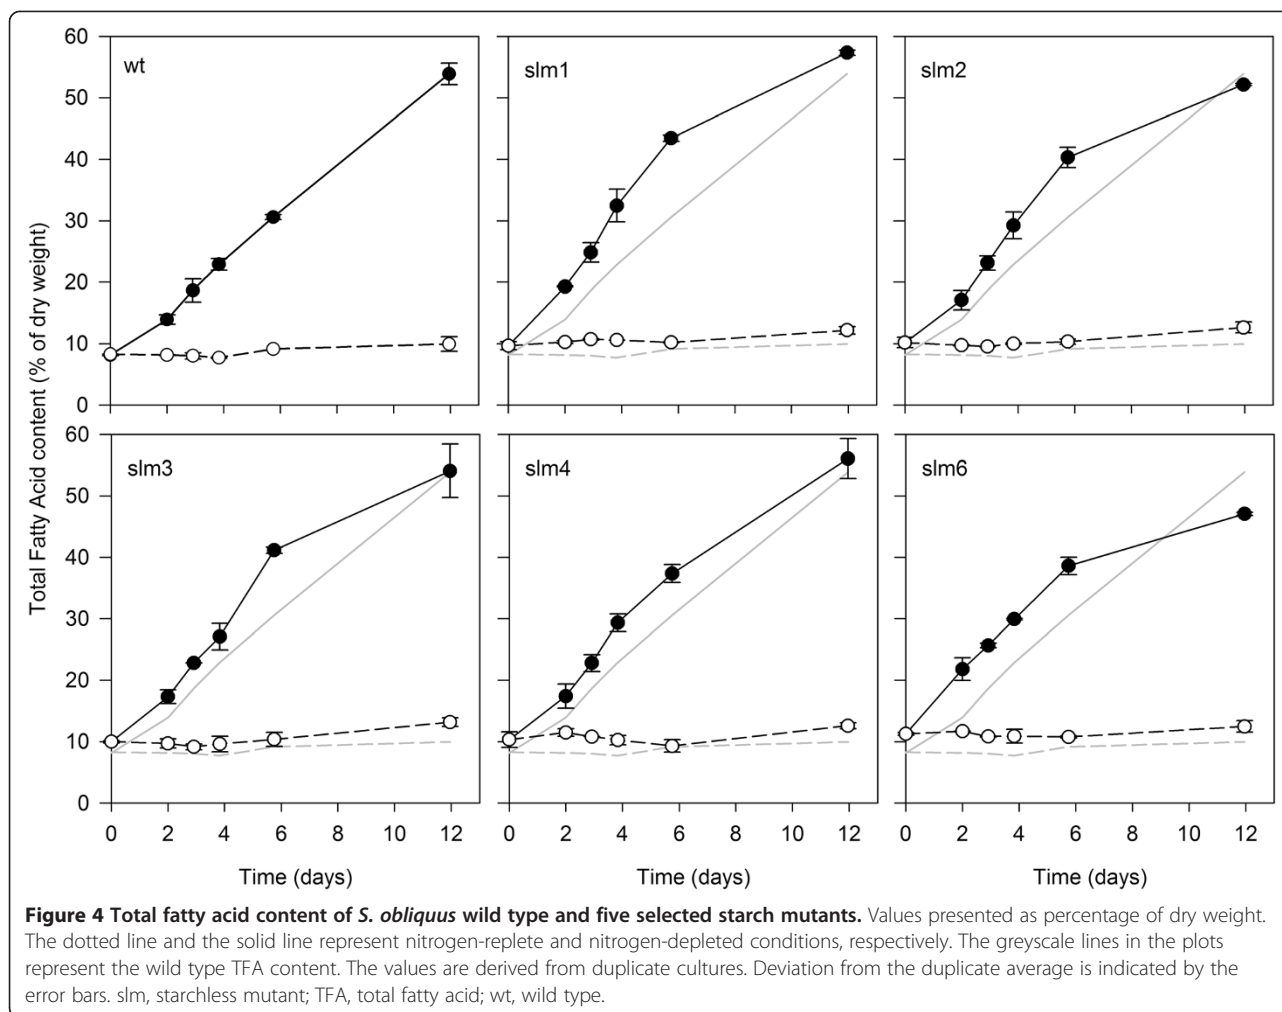 Total Fatty Acid content (% of dry weight)
60
50
40
30
20
10
0
wt
slm1
slm2
60
50
40
30
20
10
0
slm3
slm4
slm6
0 2 4 6 8 10 12
0 2 4 6 8 10 12
0 2 4 6 8 10 12
Time (days)
Time (days)
Time (days)
Figure 4 Total fatty acid content of S. obliquus wild type and five selected starch mutants. Values presented as percentage of dry weight.
The dotted line and the solid line represent nitrogen-replete and nitrogen-depleted conditions, respectively. The greyscale lines in the plots
represent the wild type TFA content. The values are derived from duplicate cultures. Deviation from the duplicate average is indicated by the
error bars. slm, starchless mutant; TFA, total fatty acid; wt, wild type.